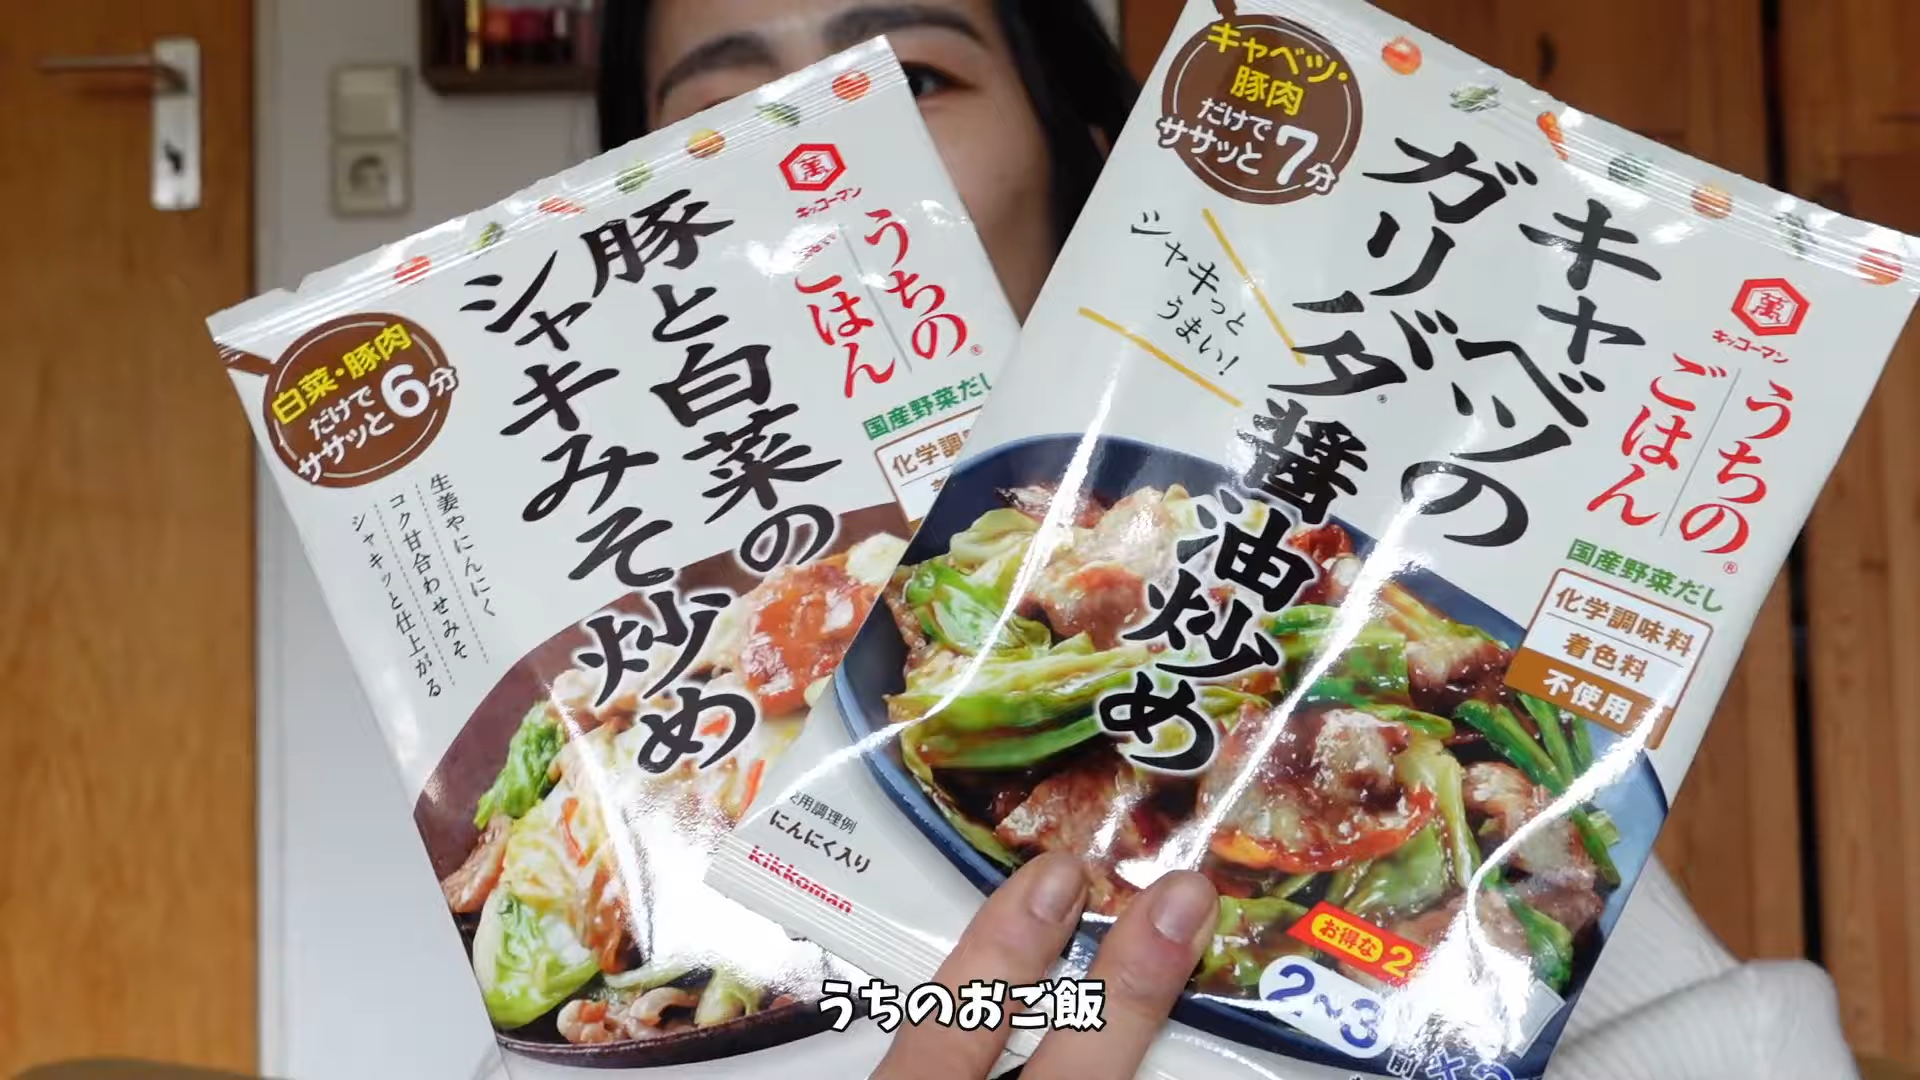 白菜・豚肉
だけで
ササッと6分
豚と白菜の
シャキみそ炒め
生姜やにんにく
コク甘合わせみそ
シャキッと仕上がる
キッコーマン
うちの
ごはん
国産野菜だし
化学調
キャベツ・
豚肉
だけで
ササッと7分
キャベツの
ガリバタ醤油炒め
シャキっと
うまい!
キッコーマン
うちの
ごはん
国産野菜だし
化学調味料
着色料
不使用
用調理例
にんにく入り
kikkoman
お得な2
2~3
前×2
うちのおご飯